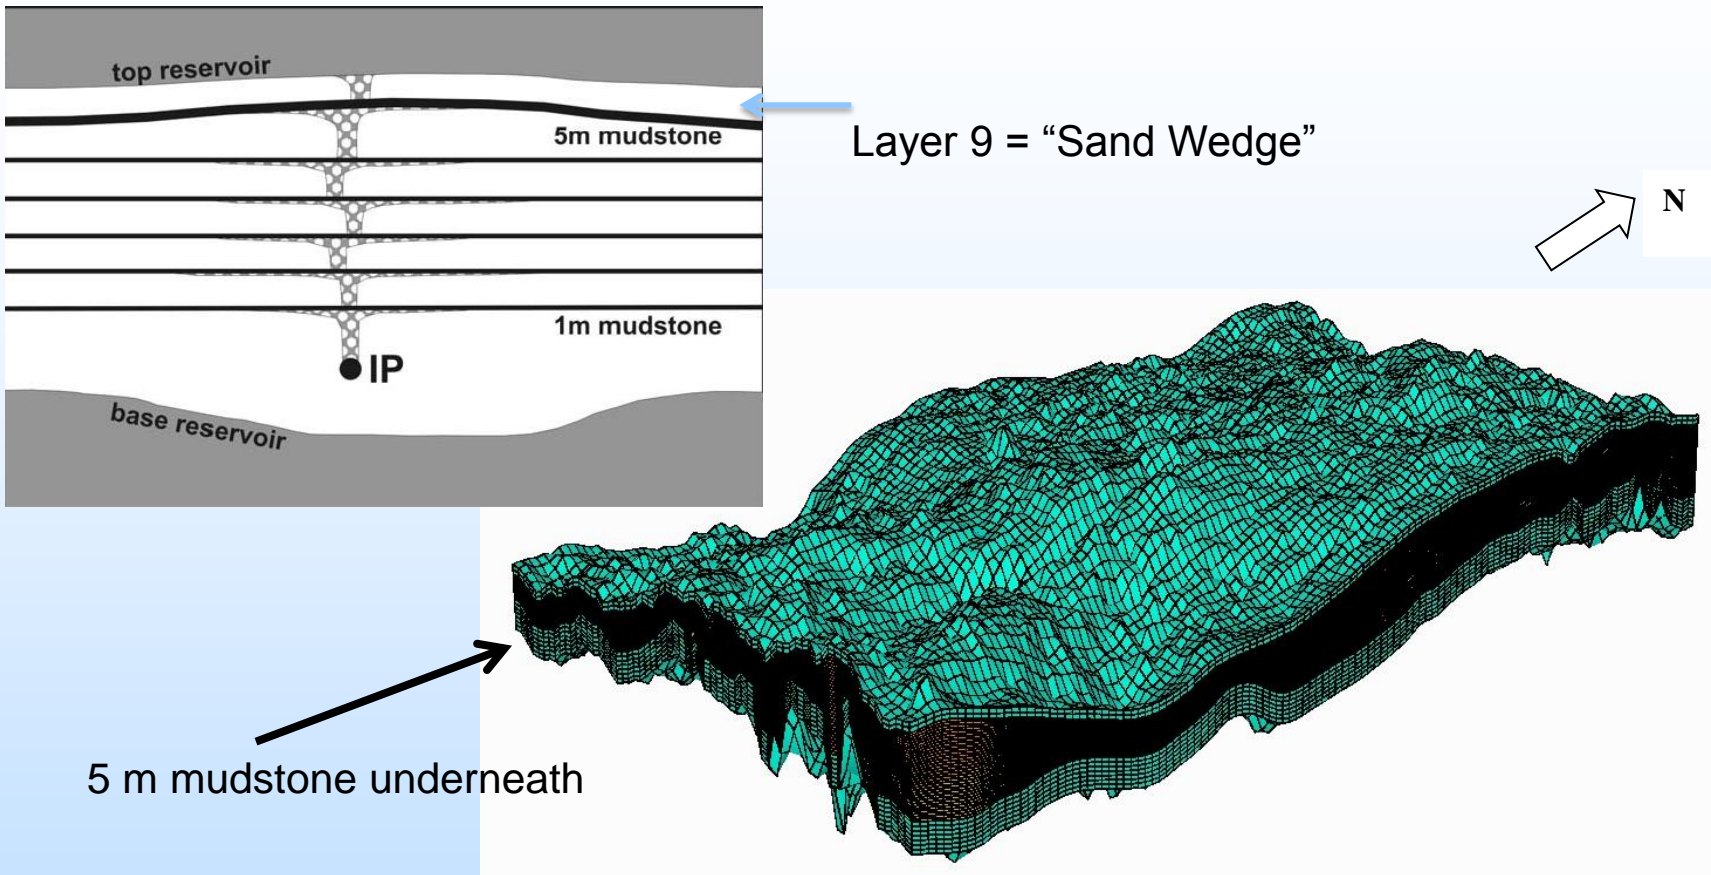 top reservoir
5m mudstone
Layer 9 = “Sand Wedge”
N
1m mudstone
IP
base reservoir
5 m mudstone underneath